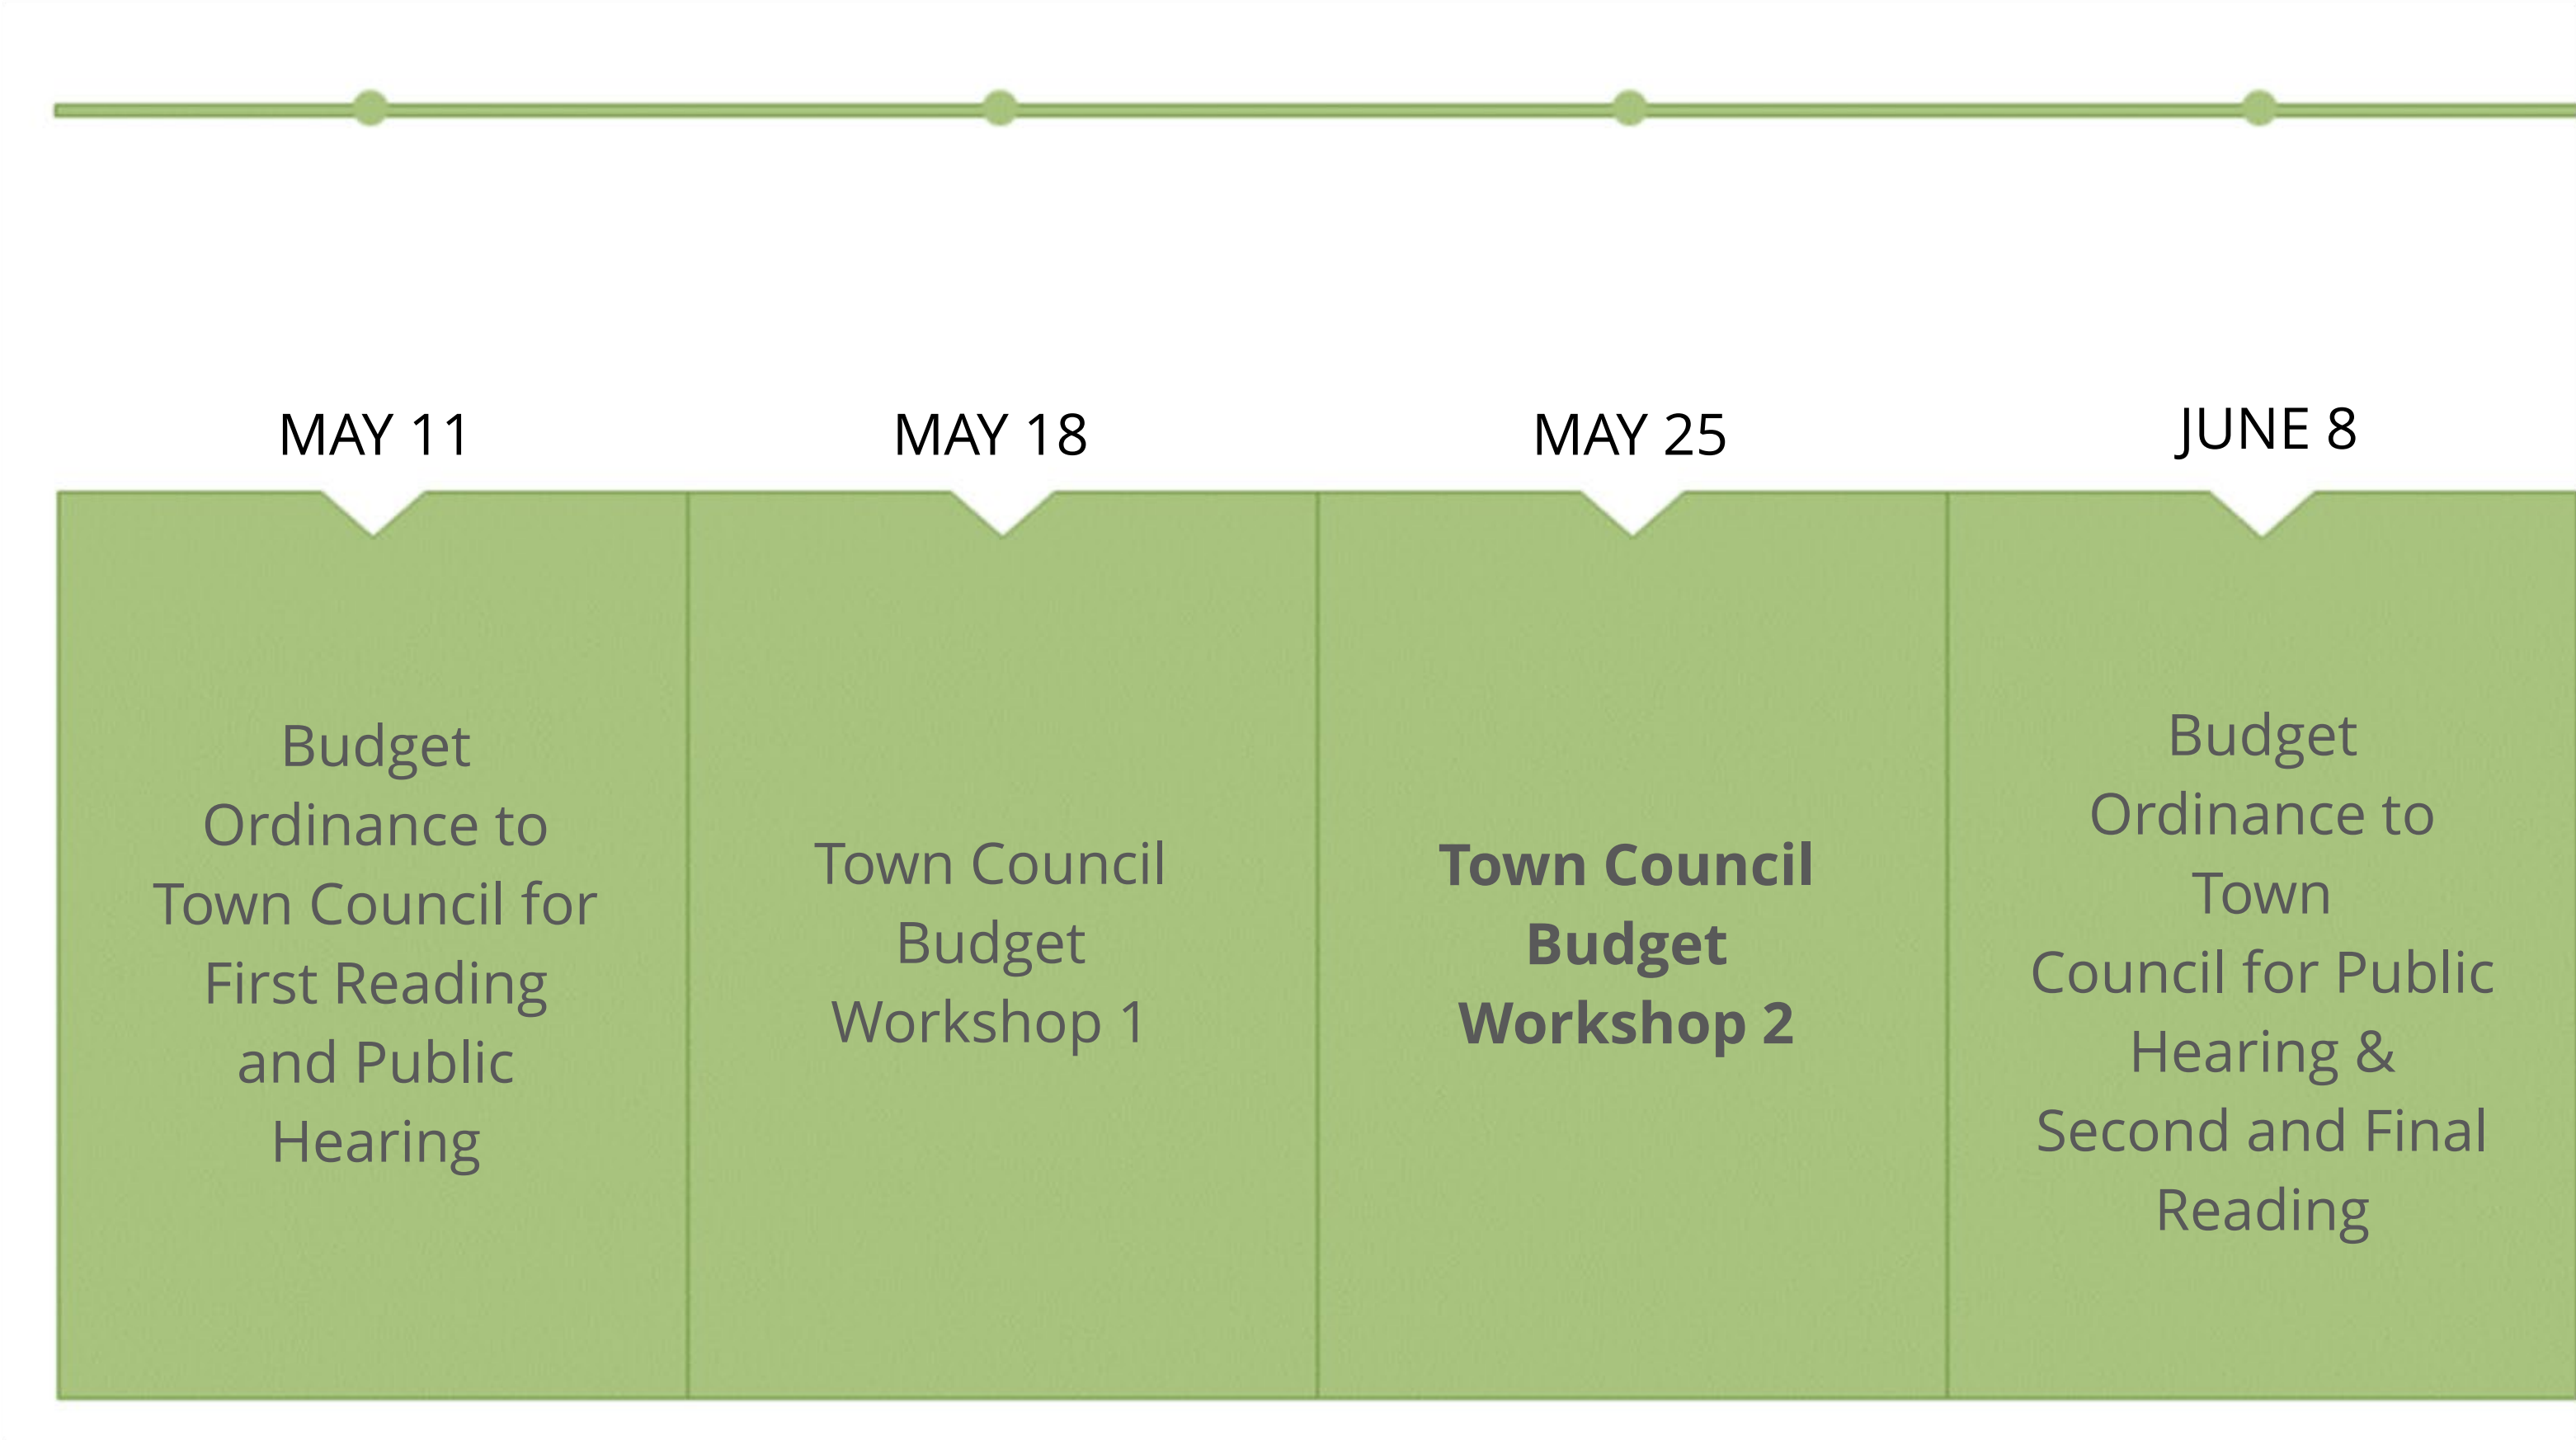 MAY 11
Budget
Ordinance to
Town Council for
First Reading
and Public
Hearing
MAY 18
Town Council
Budget
Workshop 1
MAY 25
Town Council
Budget
Workshop 2
JUNE 8
Budget
Ordinance to
Town
Council for Public
Hearing &
Second and Final
Reading